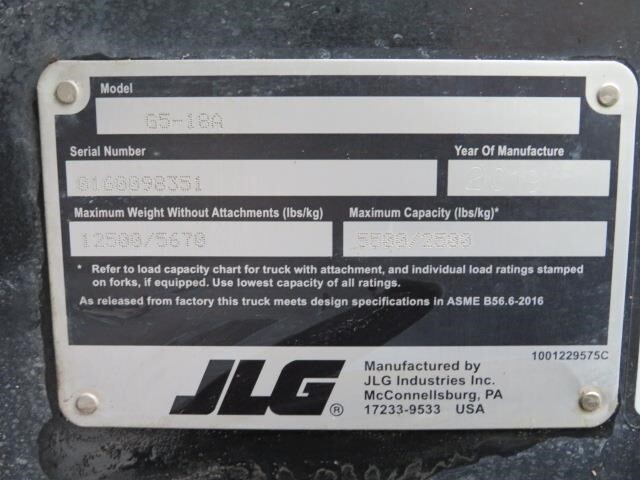 Model
G5-18A
Serial Number
Year Of Manufacture
0160098351
Maximum Weight Without Attachments (lbs/kg)
Maximum Capacity (lbs/kg)*
12500/5670
5500/2500
* Refer to load capacity chart for truck with attachment, and individual load ratings stamped
on forks, if equipped. Use lowest capacity of all ratings.
As released from factory this truck meets design specifications in ASME B56.6-2016
1001229575C
JLG®
Manufactured by
JLG Industries Inc.
McConnellsburg, PA
17233-9533 USA